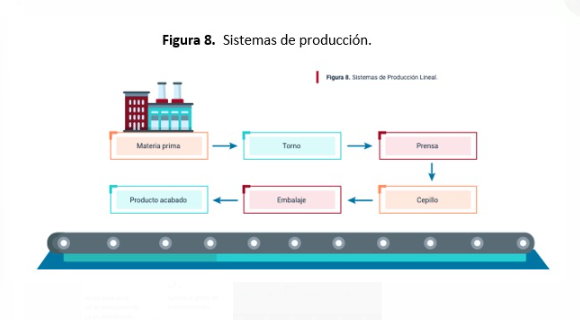 Figura 8. Sistemas de producción.
Figura 8. Sistemas de Producción Lineal.
Materia prima
Torno
Prensa
Producto acabado
Embalaje
Cepillo